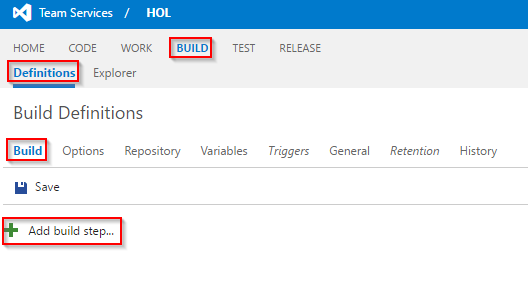 Team Services / HOL
HOME CODE WORK BUILD TEST RELEASE
Definitions Explorer
Build Definitions
Build Options Repository Variables Triggers General Retention History
Save
Add build step...